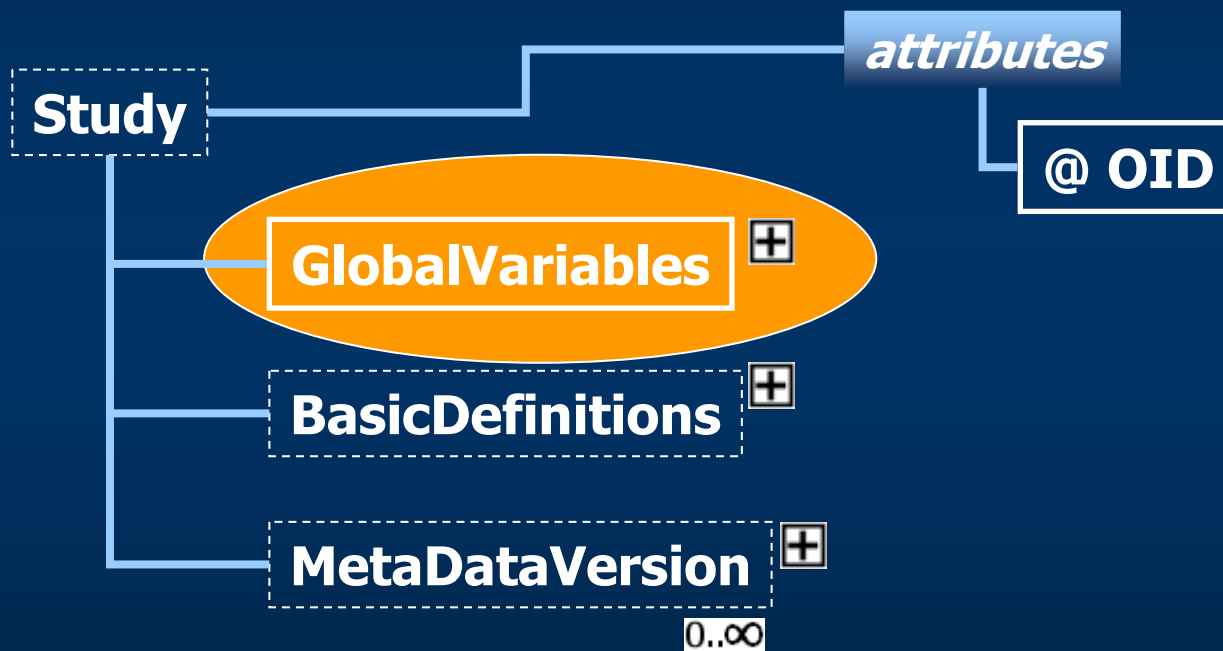 attributes
Study
@ OID
GlobalVariables
BasicDefinitions
MetaDataVersion
0..∞